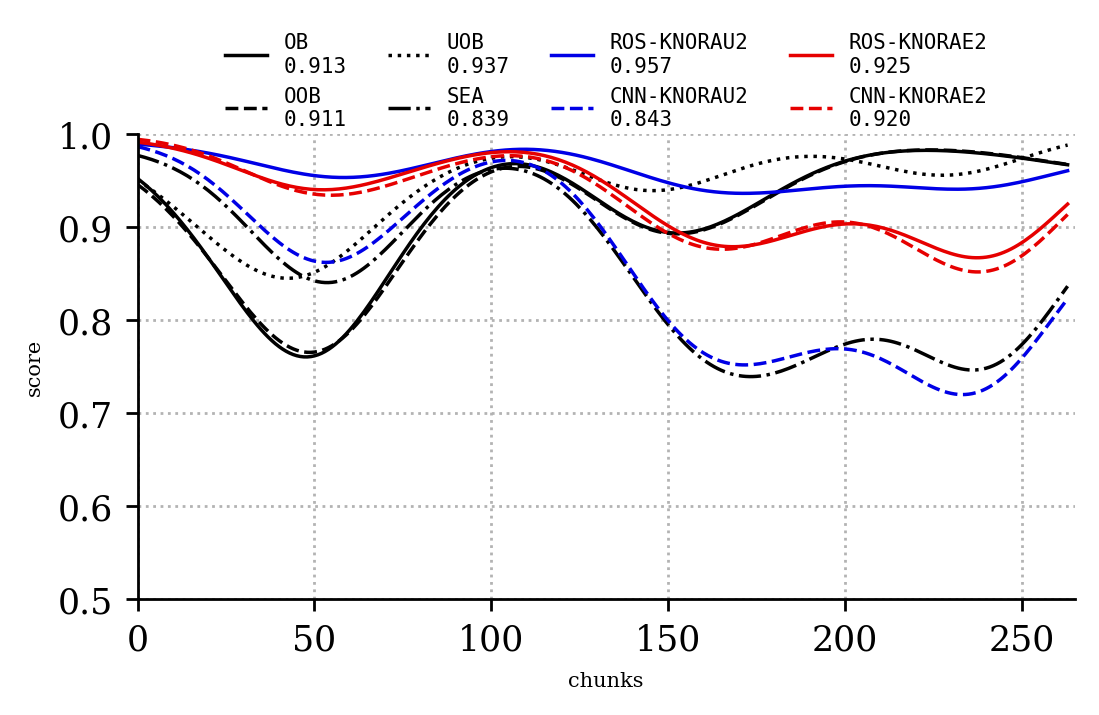 OB UOB ROS-KNORAU2 ROS-KNORAE2
0.913 0.937 0.957 0.925
OOB SEA CNN-KNORAU2 CNN-KNORAE2
0.911 0.839 0.843 0.920
1.0
0.9
0.8
0.7
0.6
0.5
score
0 50 100 150 200 250
chunks